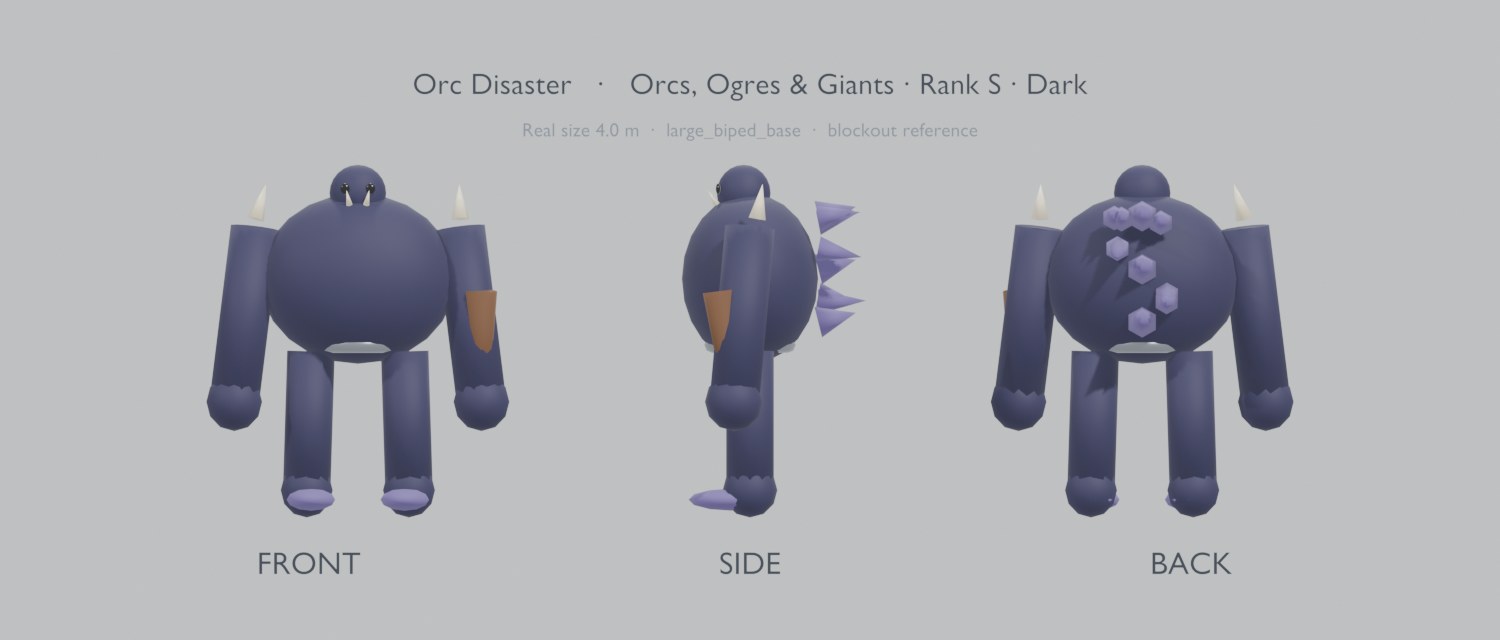 Orc Disaster · Orcs, Ogres & Giants · Rank S · Dark
Real size 4.0 m · large_biped_base · blockout reference
FRONT SIDE BACK